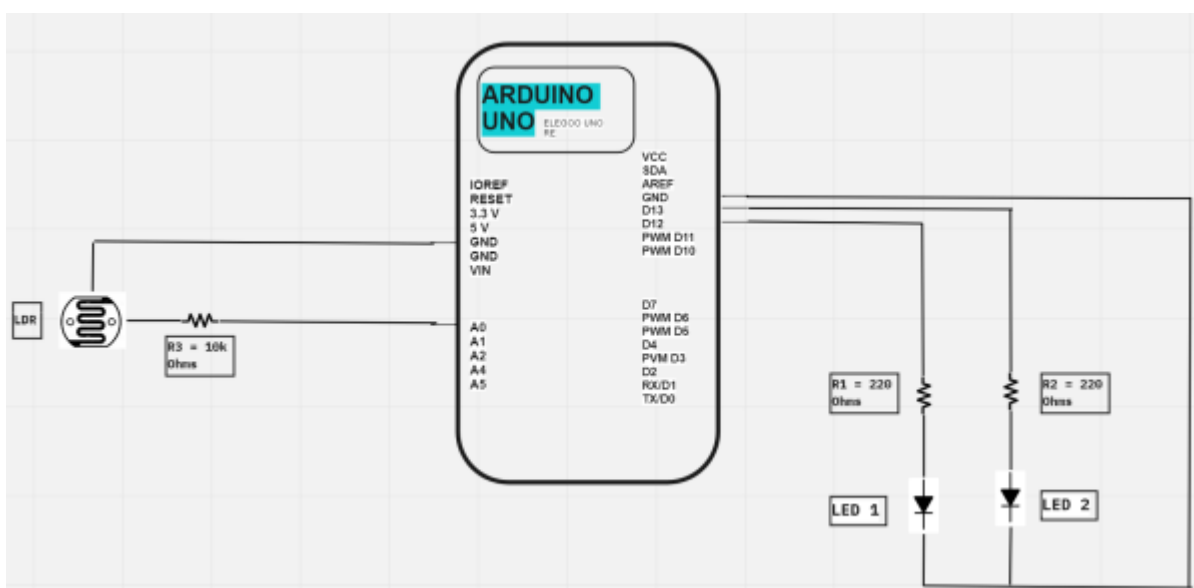 ARDUINO
UNO
ELEGOO UNO
RE
IOREF
RESET
3.3 V
5 V
GND
GND
VIN
A0
A1
A2
A4
A5
VCC
SDA
AREF
GND
D13
D12
PWM D11
PWM D10
D7
PWM D6
PWM D5
D4
PVM D3
D2
RX/D1
TX/D0
LDR
R3 = 10k
Ohms
R1 = 220
Ohms
R2 = 220
Ohms
LED 1
LED 2